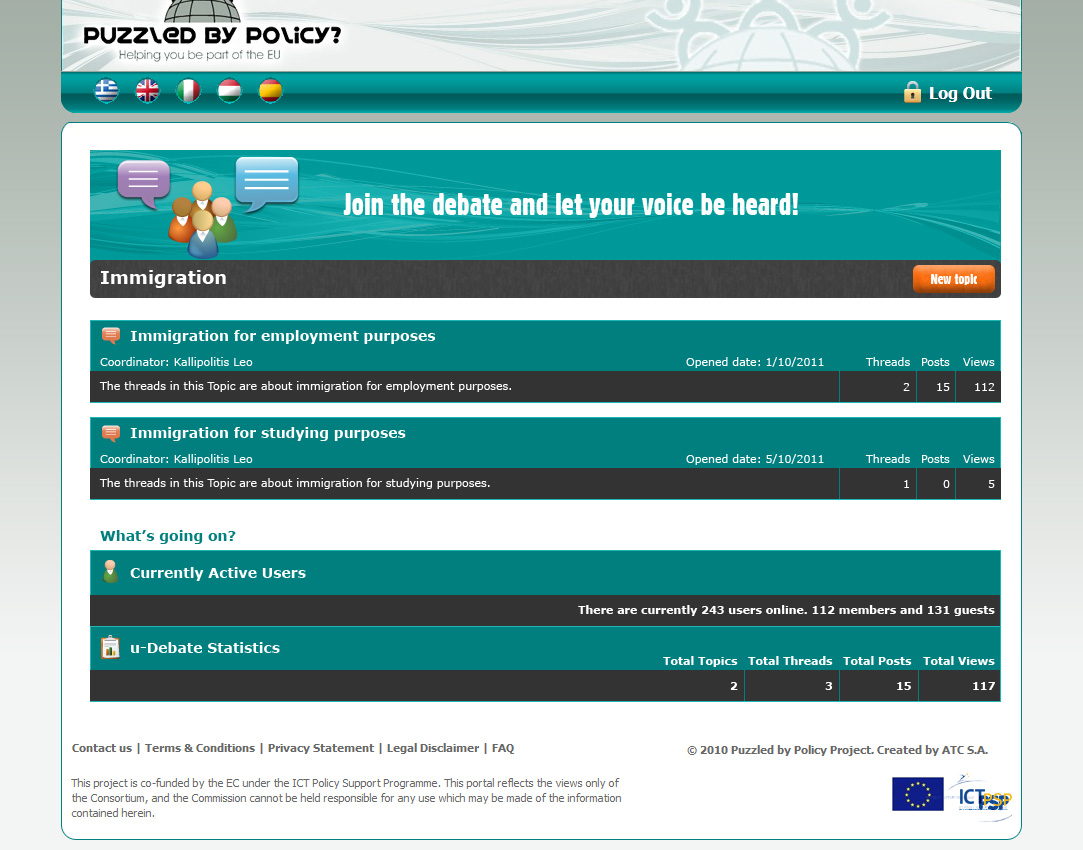 PUZZLED BY POLICY?
Helping you be part of the EU
Log Out
Join the debate and let your voice be heard!
Immigration
New topic
Immigration for employment purposes
Coordinator: Kallipolitis Leo Opened date: 1/10/2011 Threads Posts Views
The threads in this Topic are about immigration for employment purposes. 2 15 112
Immigration for studying purposes
Coordinator: Kallipolitis Leo Opened date: 5/10/2011 Threads Posts Views
The threads in this Topic are about immigration for studying purposes. 1 0 5
What's going on?
Currently Active Users
There are currently 243 users online. 112 members and 131 guests
u-Debate Statistics
Total Topics Total Threads Total Posts Total Views
2 3 15 117
Contact us | Terms & Conditions | Privacy Statement | Legal Disclaimer | FAQ
© 2010 Puzzled by Policy Project. Created by ATC S.A.
This project is co-funded by the EC under the ICT Policy Support Programme. This portal reflects the views only of
the Consortium, and the Commission cannot be held responsible for any use which may be made of the information
contained herein.
ICT PSP